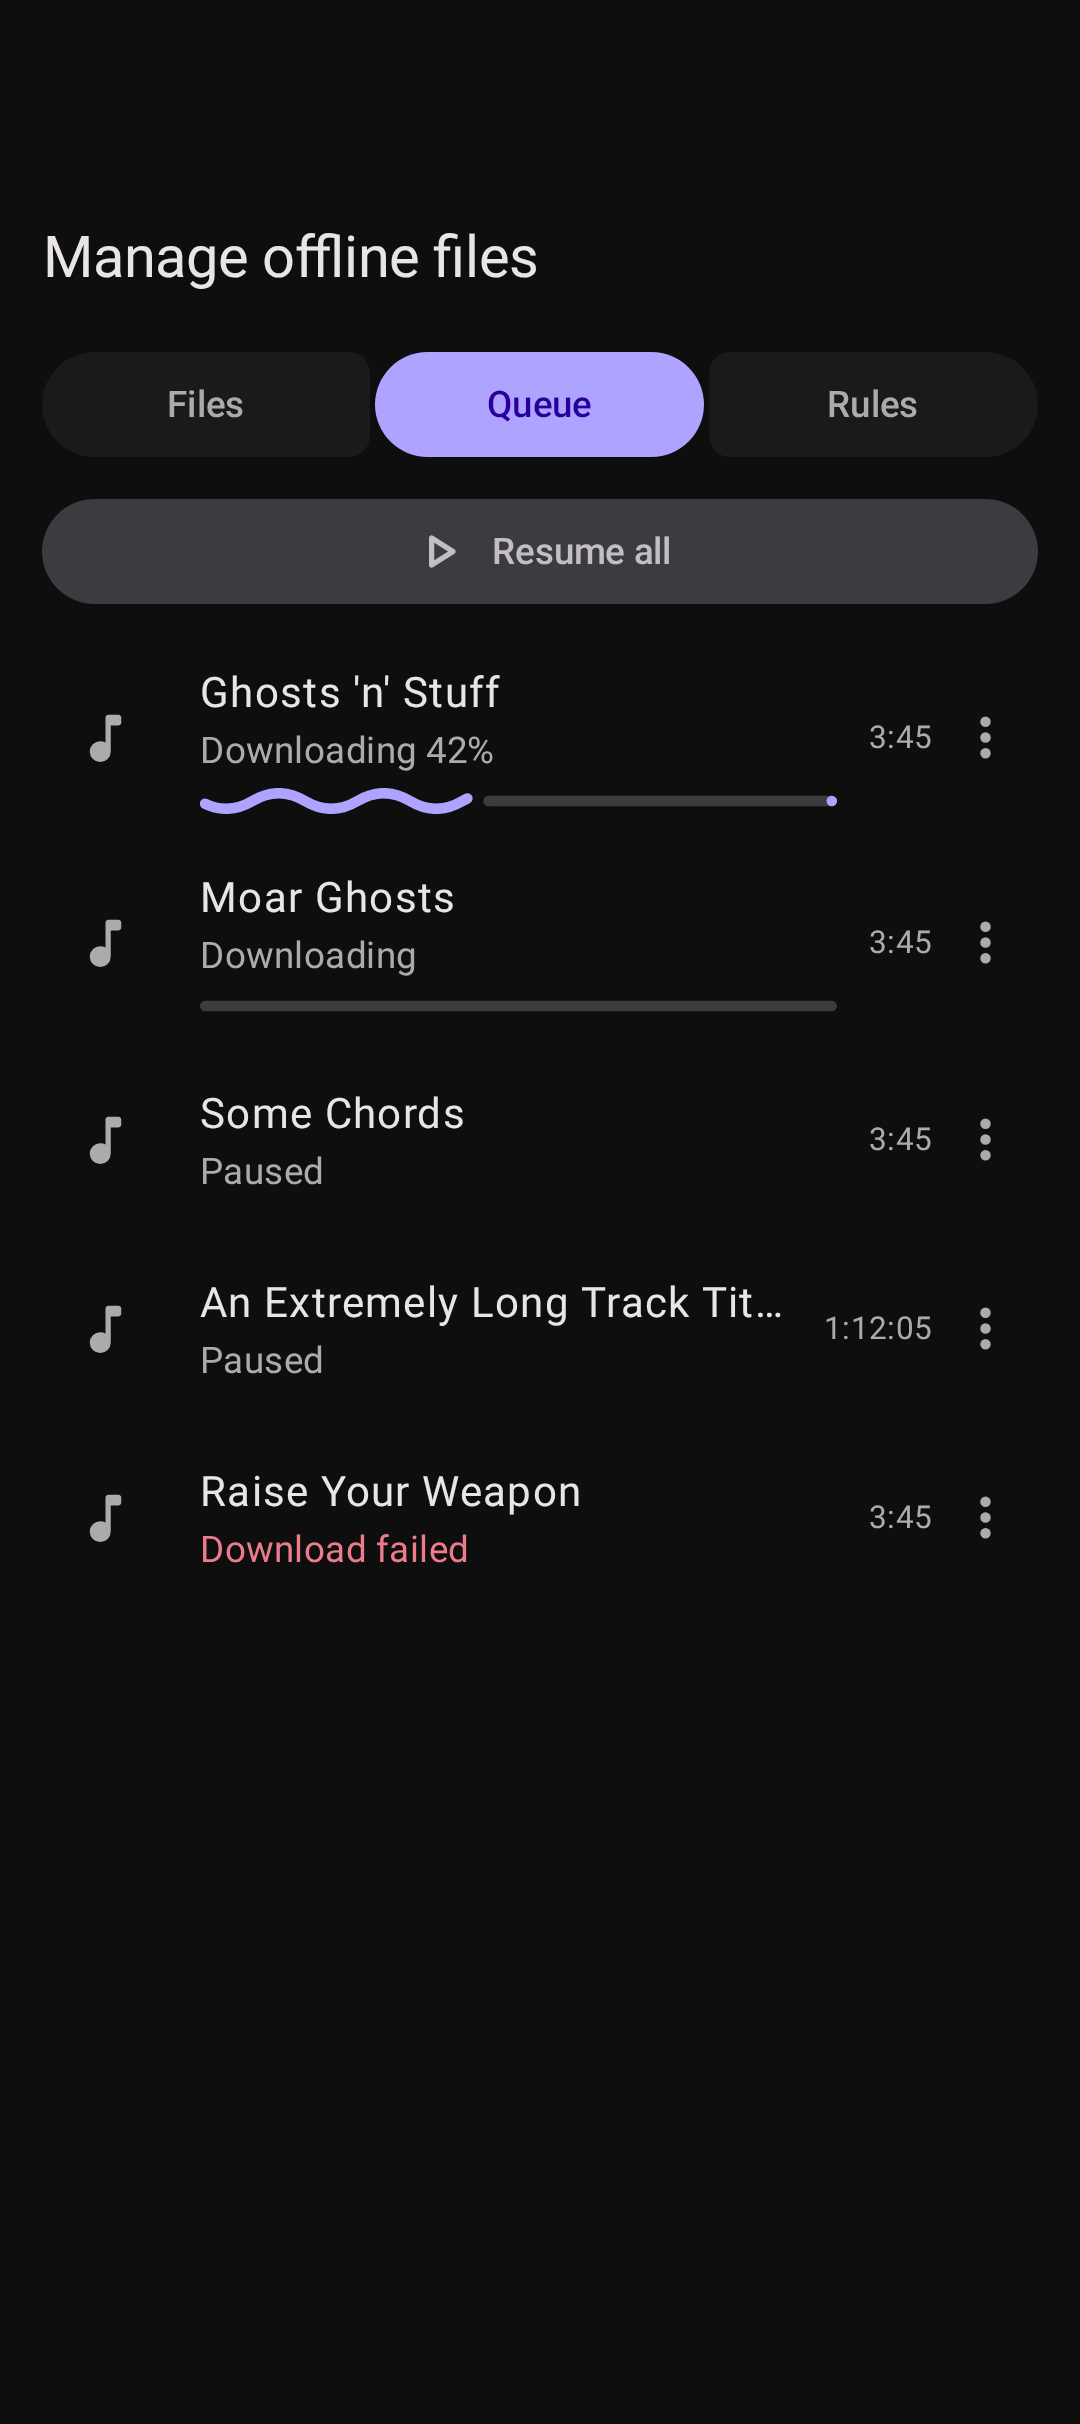 Manage offline files
Files
Queue
Rules
Resume all
Ghosts 'n' Stuff
Downloading 42%
3:45
Moar Ghosts
Downloading
3:45
Some Chords
Paused
3:45
An Extremely Long Track Tit…
Paused
1:12:05
Raise Your Weapon
Download failed
3:45